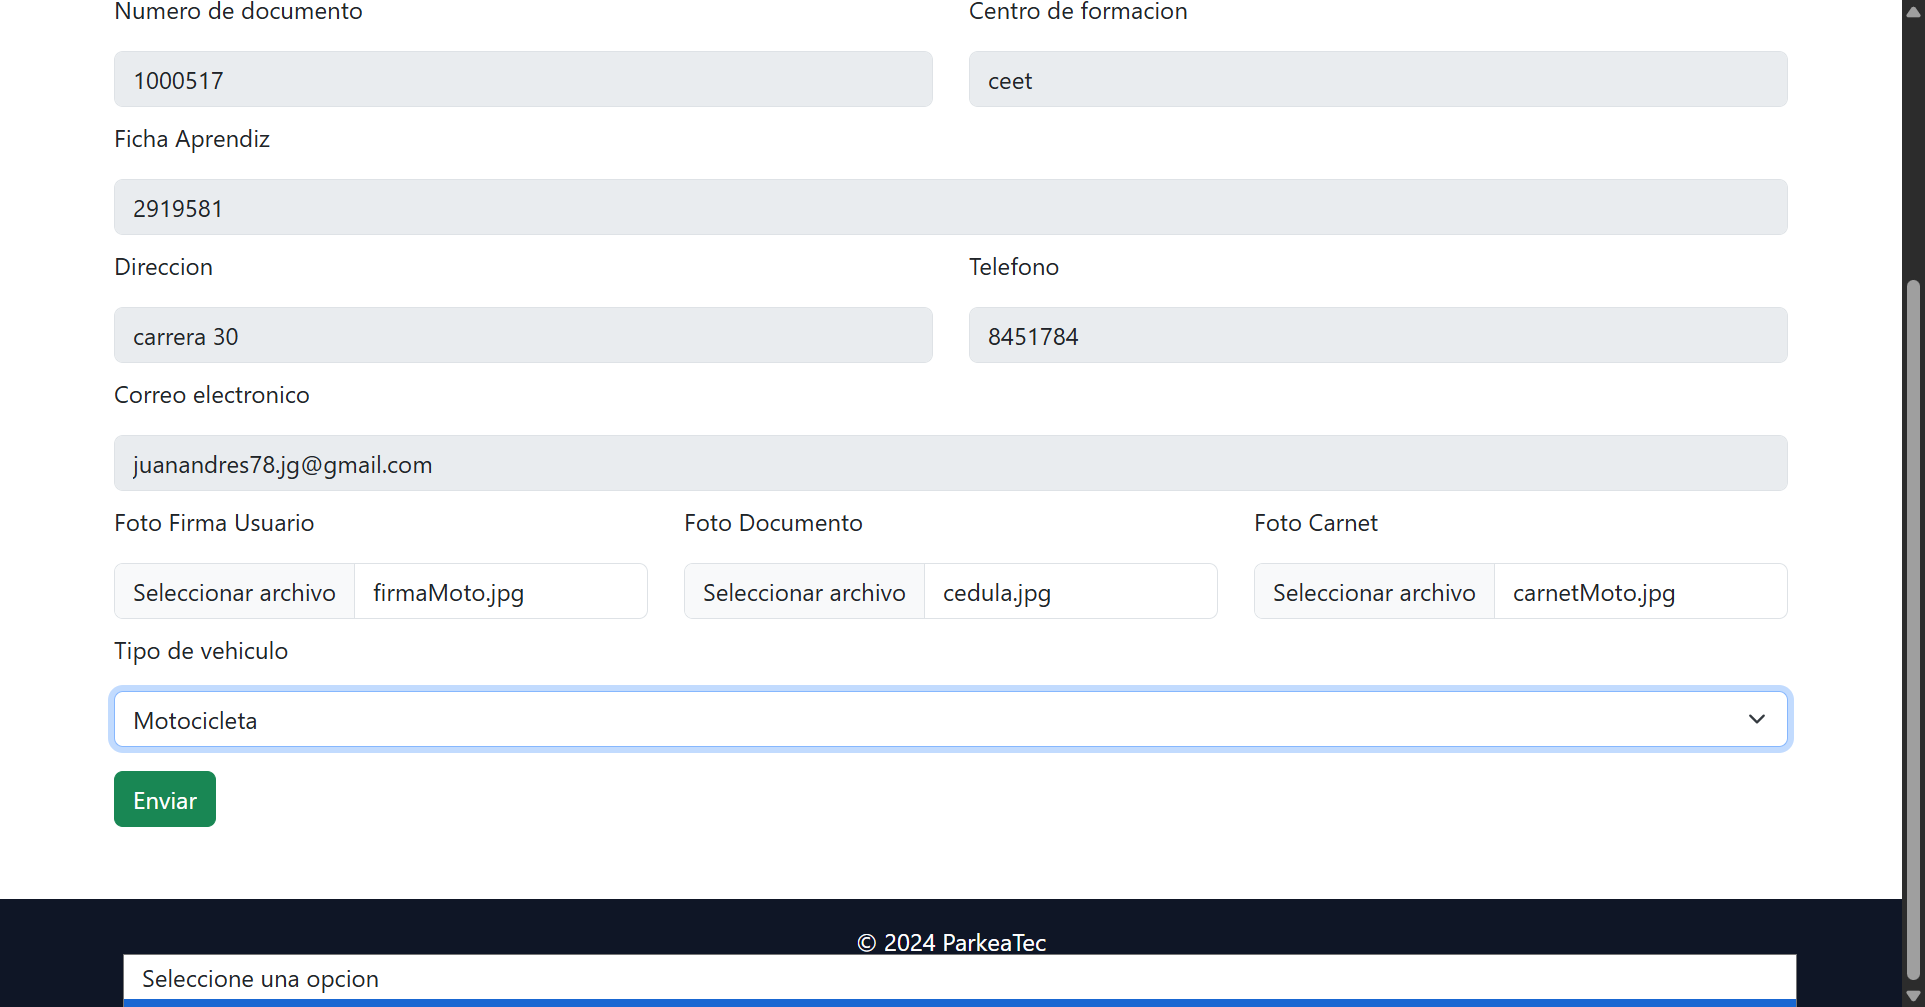 Numero de documento
Centro de formacion
1000517
ceet
Ficha Aprendiz
2919581
Direccion
Telefono
carrera 30
8451784
Correo electronico
juanandres78.jg@gmail.com
Foto Firma Usuario
Foto Documento
Foto Carnet
Seleccionar archivo firmaMoto.jpg
Seleccionar archivo cedula.jpg
Seleccionar archivo carnetMoto.jpg
Tipo de vehiculo
Motocicleta
Enviar
© 2024 ParkeaTec
Seleccione una opcion